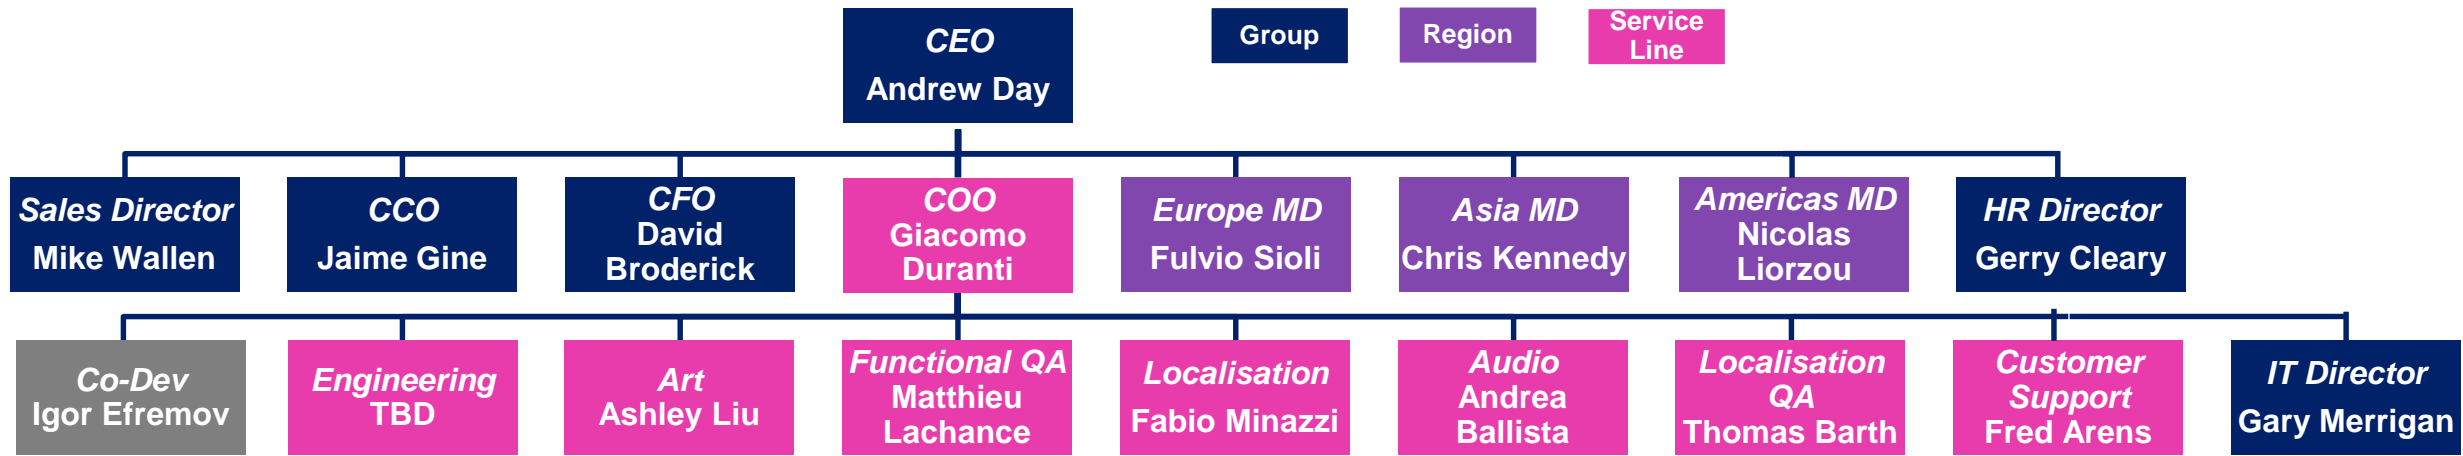 CEO
Andrew Day
Group
Region
Service
Line
Sales Director
Mike Wallen
CCO
Jaime Gine
CFO
David
Broderick
COO
Giacomo
Duranti
Europe MD
Fulvio Sioli
Asia MD
Chris Kennedy
Americas MD
Nicolas
Liorzou
HR Director
Gerry Cleary
Co-Dev
Igor Efremov
Engineering
TBD
Art
Ashley Liu
Functional QA
Matthieu
Lachance
Localisation
Fabio Minazzi
Audio
Andrea
Ballista
Localisation
QA
Thomas Barth
Customer
Support
Fred Arens
IT Director
Gary Merrigan